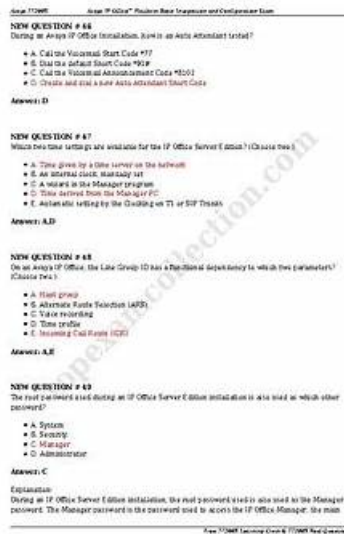 Avaya 77200X Avaya IP Office™ Platform Basic Integration and Configuration Exam
NEW QUESTION # 66
During an Avaya IP Office Installation, how is an Auto Attendant tested?
A. Call the Voicemail Start Code *77
B. Dial the default Short Code *91#
C. Call the Voicemail Announcement Code *8101
D. Create and dial a new Auto Attendant Short Code
Answer: D
NEW QUESTION # 67
Which two time settings are available for the IP Office Server Edition? (Choose two.)
A. Time given by a time server on the network
B. An internal clock, manually set
C. A wizard in the Manager program
D. Time derived from the Manager PC
E. Automatic setting by the Clocking on T1 or SIP Trunks
Answer: A,D
NEW QUESTION # 68
On an Avaya IP Office, the Line Group ID has a functional dependency to which two parameters?
(Choose two.)
A. Hunt group
B. Alternate Route Selection (ARS)
C. Voice recording
D. Time profile
E. Incoming Call Route (ICR)
Answer: A,E
NEW QUESTION # 69
The root password used during an IP Office Server Edition installation is also used as which other
password?
A. System
B. Security
C. Manager
D. Administrator
Answer: C
Explanation:
During an IP Office Server Edition installation, the root password used is also used as the Manager
password. The Manager password is the password used to access the IP Office Manager, the main